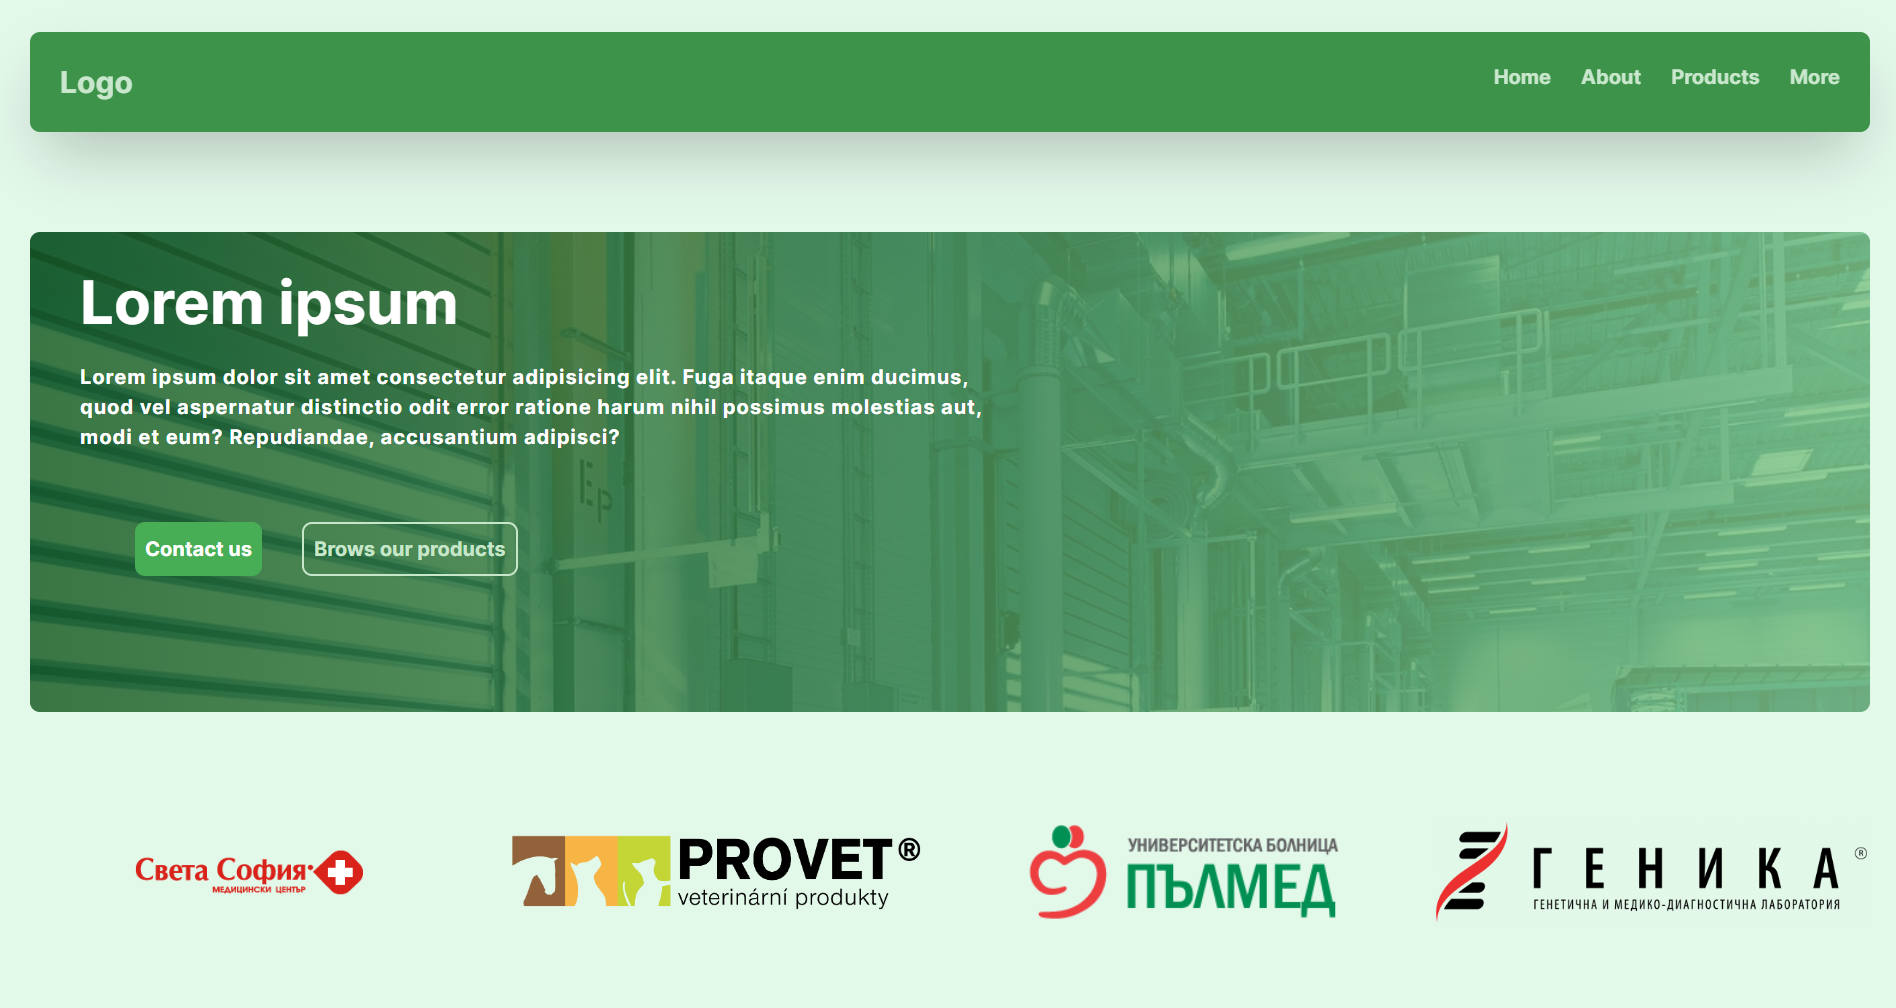 Logo
Home About Products More
Lorem ipsum
Lorem ipsum dolor sit amet consectetur adipisicing elit. Fuga itaque enim ducimus,
quod vel aspernatur distinctio odit error ratione harum nihil possimus molestias aut,
modi et eum? Repudiandae, accusantium adipisci?
Ep
Contact us
Brows our products
Света София
МЕДИЦИНСКИ ЦЕНТЪР
PROVET®
veterinární produkty
УНИВЕРСИТЕТСКА БОЛНИЦА
ПЪЛМЕД
ГЕНИКА®
ГЕНЕТИЧНА И МЕДИКО-ДИАГНОСТИЧНА ЛАБОРАТОРИЯ